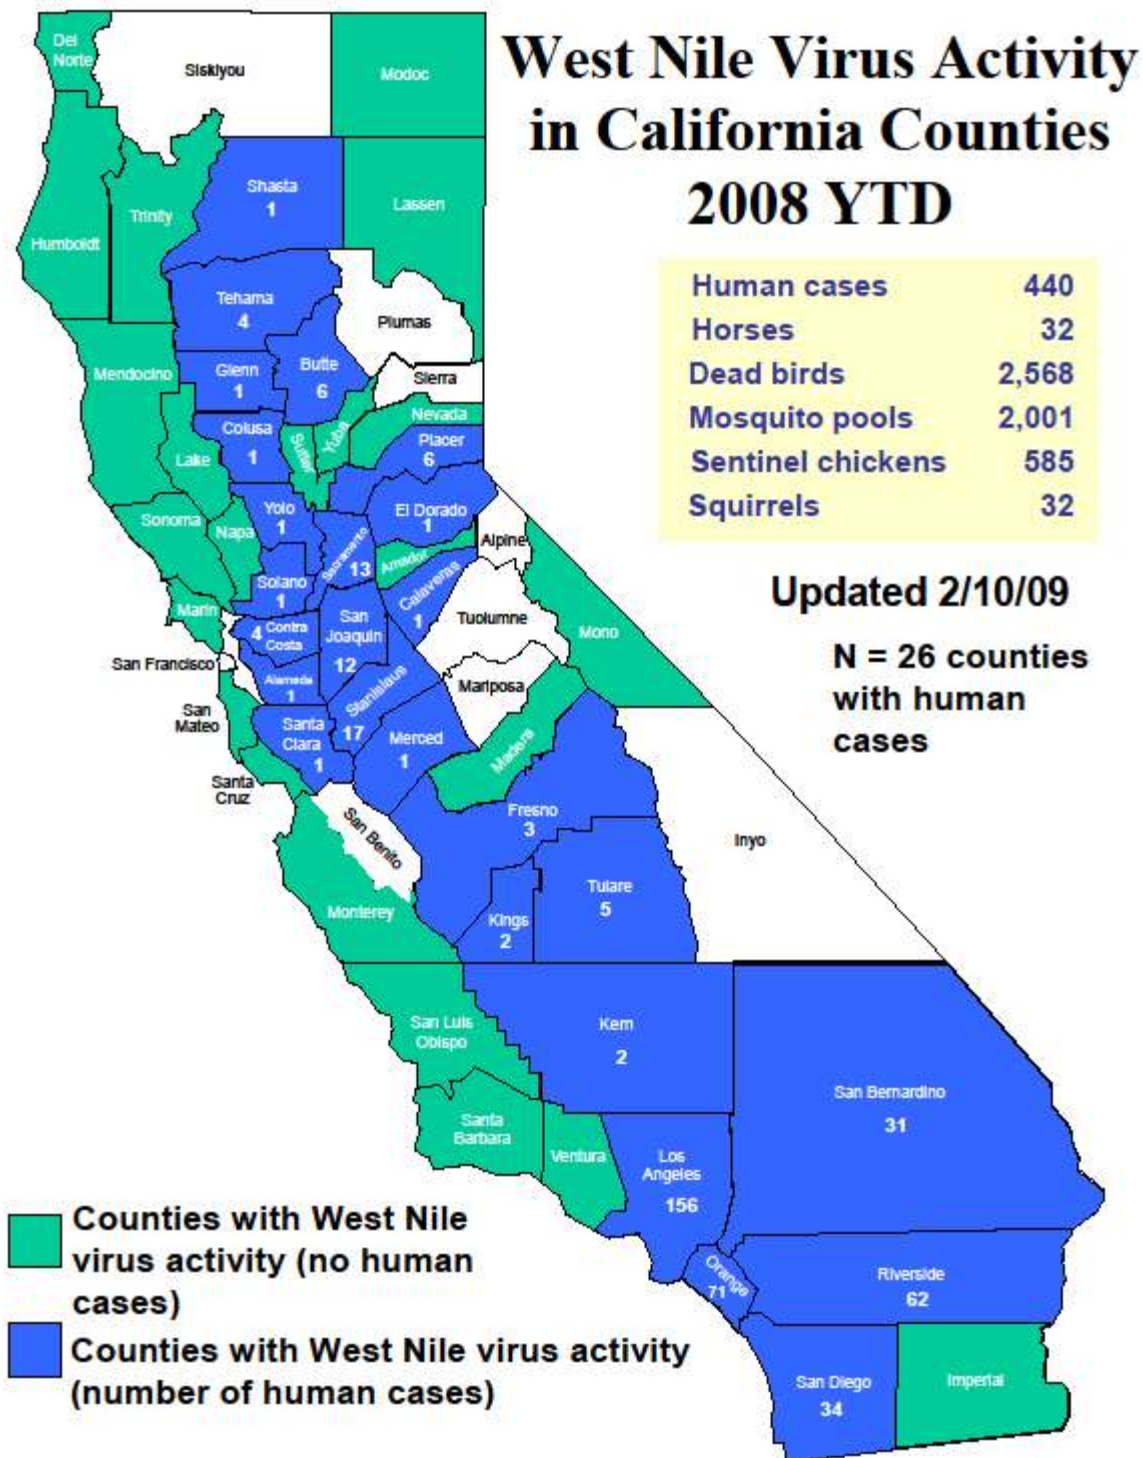 West Nile Virus Activity
in California Counties
2008 YTD
Human cases 440
Horses 32
Dead birds 2,568
Mosquito pools 2,001
Sentinel chickens 585
Squirrels 32
Updated 2/10/09
N = 26 counties
with human
cases
Del
Norte
Siskiyou
Modoc
Shasta
1
Lassen
Trinity
Humboldt
Tehama
4
Plumas
Mendocino
Glenn
1
Butte
6
Sierra
Nevada
Colusa
1
Sutter
Yuba
Placer
6
Lake
Sonoma
Napa
Yolo
1
El Dorado
1
Sacramento
13
Amador
Alpine
Solano
1
Calaveras
1
Marin
4 Contra
Costa
San
Joaquin
12
Tuolumne
Mono
San Francisco
Alameda
1
Stanislaus
17
Mariposa
San
Mateo
Santa
Clara
1
Merced
1
Madera
Santa
Cruz
San Benito
Fresno
3
Inyo
Monterey
Kings
2
Tulare
5
San Luis
Obispo
Kern
2
San Bernardino
31
Santa
Barbara
Ventura
Los
Angeles
156
Orange
71
Riverside
62
San Diego
34
Imperial
Counties with West Nile
virus activity (no human
cases)
Counties with West Nile virus activity
(number of human cases)